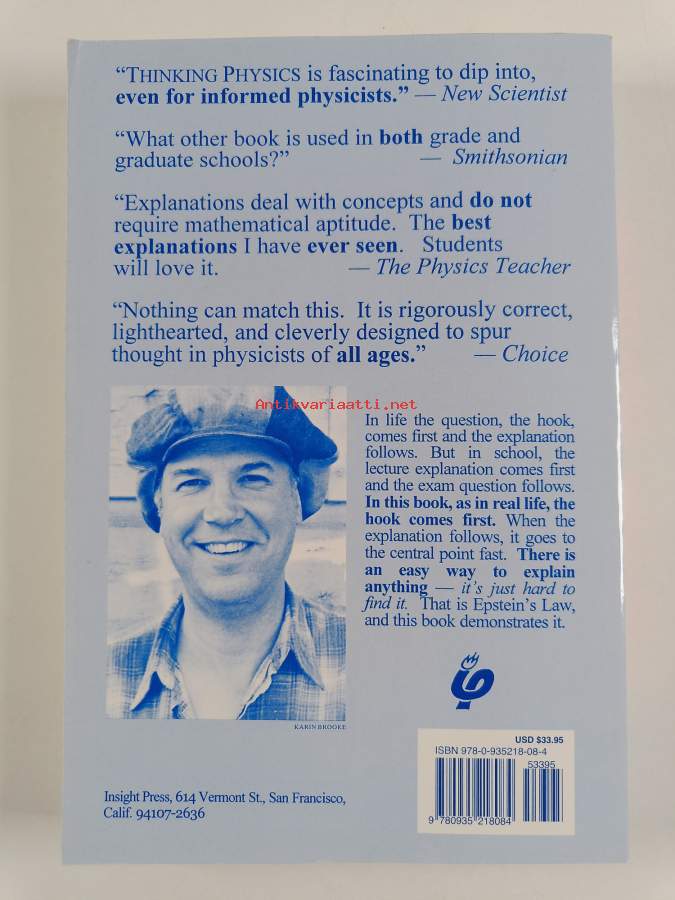 “THINKING PHYSICS is fascinating to dip into,
even for informed physicists.” — New Scientist
“What other book is used in both grade and
graduate schools?” — Smithsonian
“Explanations deal with concepts and do not
require mathematical aptitude. The best
explanations I have ever seen. Students
will love it. — The Physics Teacher
“Nothing can match this. It is rigorously correct,
lighthearted, and cleverly designed to spur
thought in physicists of all ages.” — Choice
Antikvariaatti.net
In life the question, the hook,
comes first and the explanation
follows. But in school, the
lecture explanation comes first
and the exam question follows.
In this book, as in real life, the
hook comes first. When the
explanation follows, it goes to
the central point fast. There is
an easy way to explain
anything — it’s just hard to
find it. That is Epstein’s Law,
and this book demonstrates it.
KARIN BROOKE
USD $33.95
ISBN 978-0-935218-08-4
53395
9 780935 218084
Insight Press, 614 Vermont St., San Francisco,
Calif. 94107-2636